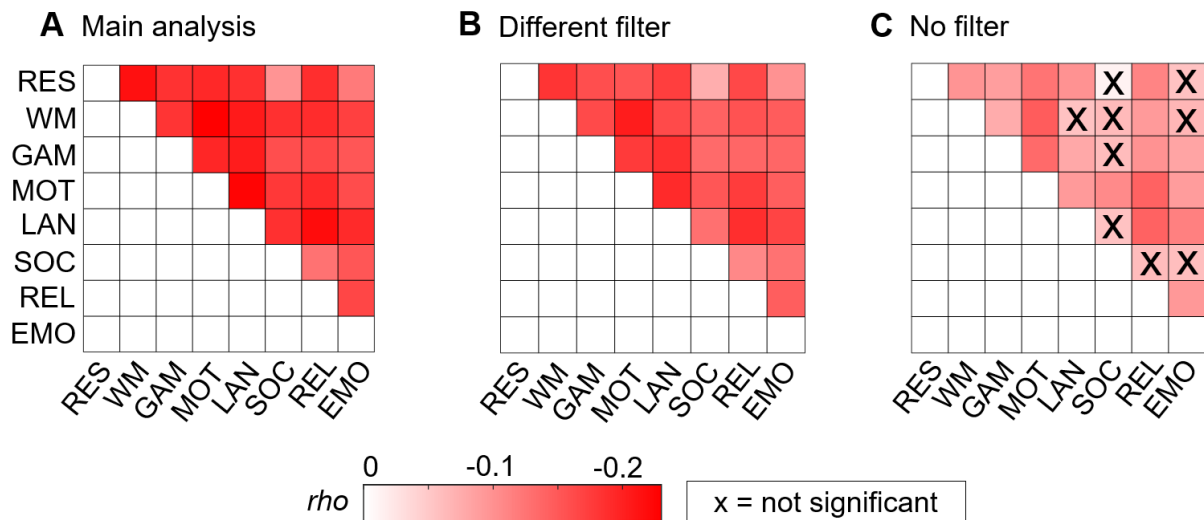 A Main analysis
B Different filter
C No filter
RES
WM
GAM
MOT
LAN
SOC
REL
EMO
RES WM GAM MOT LAN SOC REL EMO
RES WM GAM MOT LAN SOC REL EMO
X X
X X X
X
X
X X
RES WM GAM MOT LAN SOC REL EMO
0 -0.1 -0.2
rho
x = not significant